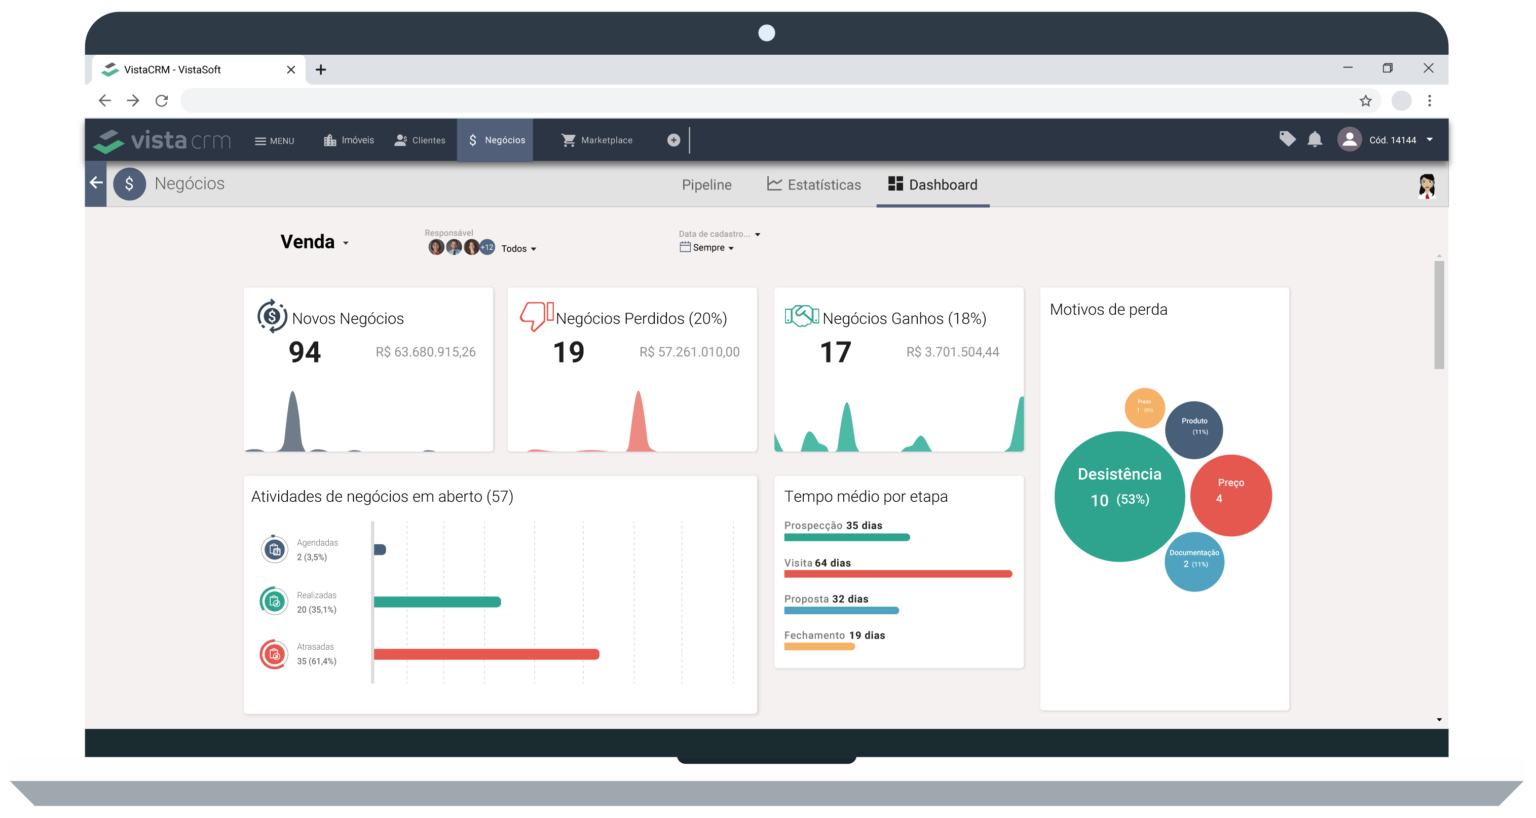 VistaCRM - VistaSoft
vista crm
MENU
Imóveis
Clientes
$ Negócios
Marketplace
Cód. 14144
$ Negócios
Pipeline
Estatísticas
Dashboard
Venda
Responsável
+12 Todos
Data de cadastro...
Sempre
Novos Negócios
94 R$ 63.680.915,26
Negócios Perdidos (20%)
19 R$ 57.261.010,00
Negócios Ganhos (18%)
17 R$ 3.701.504,44
Motivos de perda
Produto
(11%)
Desistência
10 (53%)
Preço
4
Documentação
2 (11%)
Atividades de negócios em aberto (57)
Agendadas
2 (3,5%)
Realizadas
20 (35,1%)
Atrasadas
35 (61,4%)
Tempo médio por etapa
Prospecção 35 dias
Visita 64 dias
Proposta 32 dias
Fechamento 19 dias